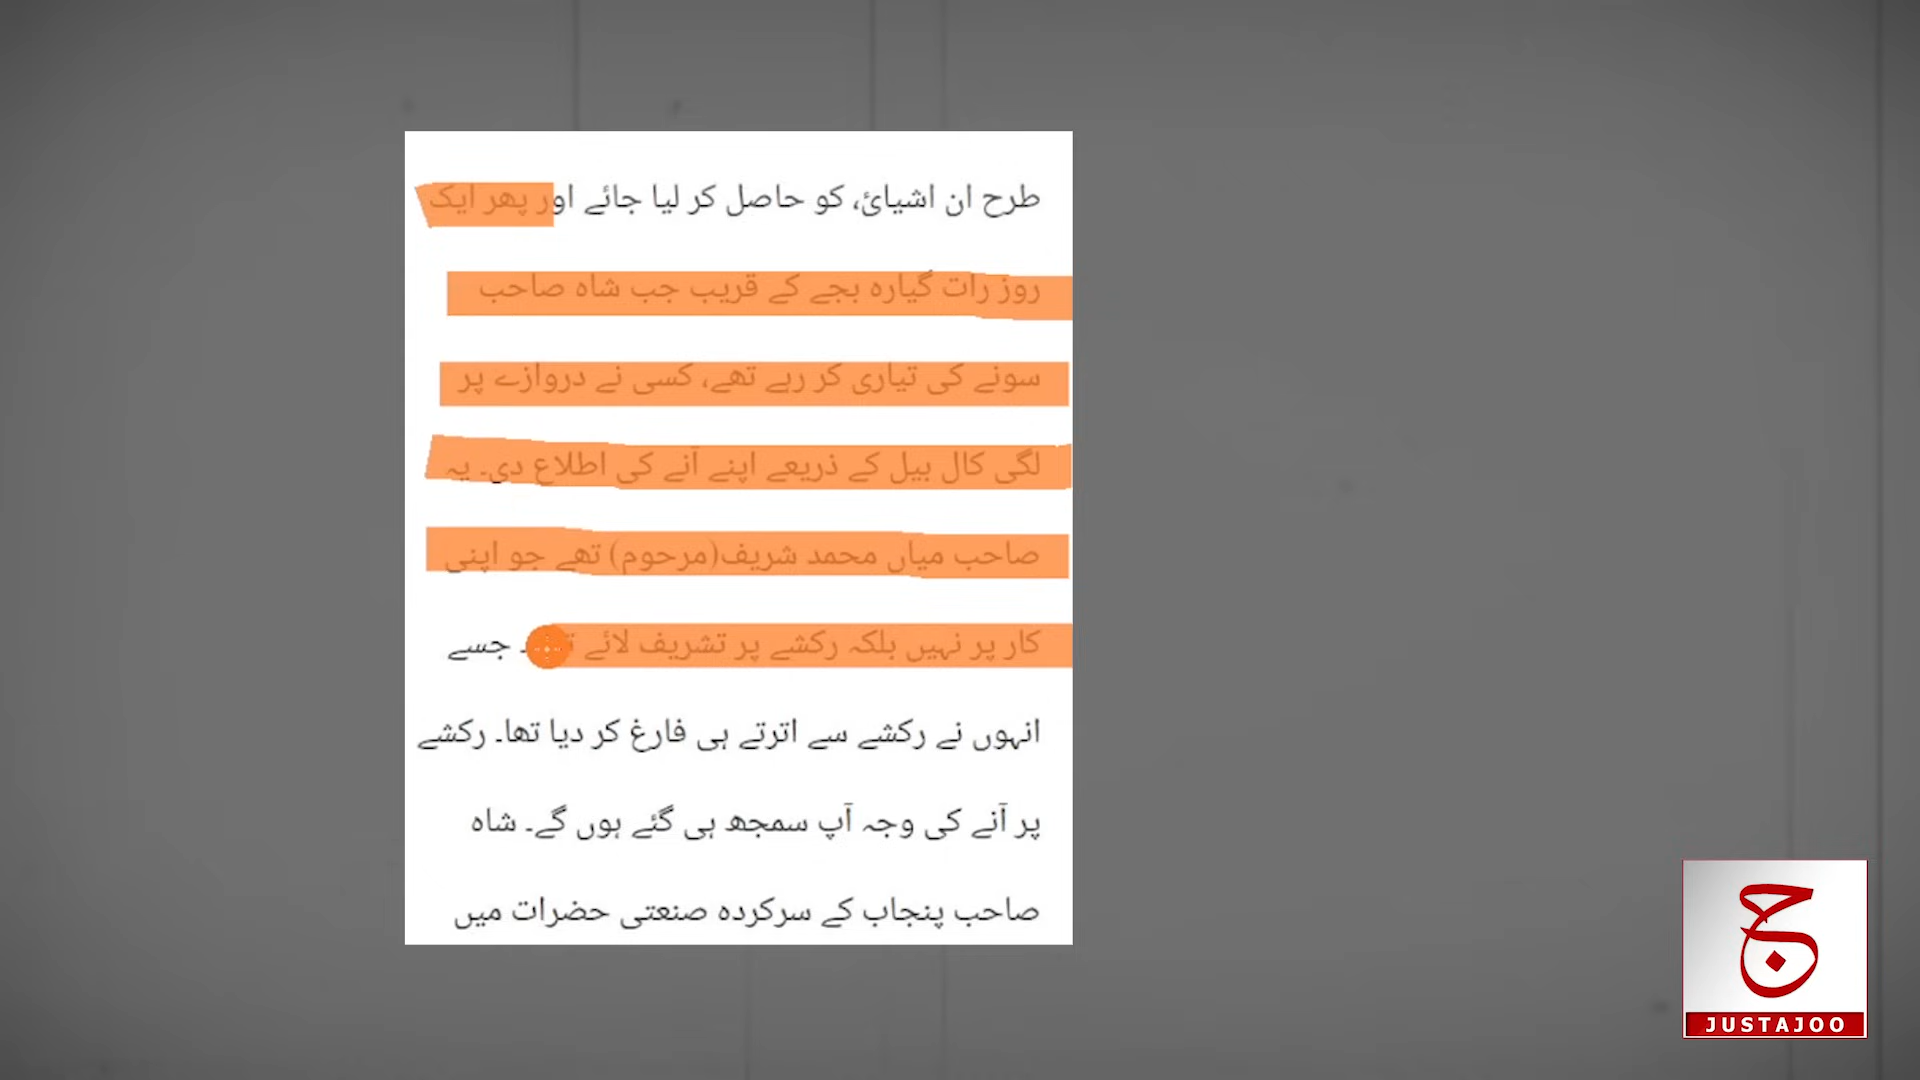 طرح ان اشیائ، کو حاصل کر لیا جائے اور پھر ایک
روز رات گیارہ بجے کے قریب جب شاہ صاحب
سونے کی تیاری کر رہے تھے، کسی نے دروازے پر
لگی کال بیل کے ذریعے اپنے آنے کی اطلاع دی۔ یہ
صاحب میاں محمد شریف(مرحوم) تھے جو اپنی
کار پر نہیں بلکہ رکشے پر تشریف لائے جسے
انہوں نے رکشے سے اترتے ہی فارغ کر دیا تھا۔ رکشے
پر آنے کی وجہ آپ سمجھ ہی گئے ہوں گے۔ شاہ
صاحب پنجاب کے سرکردہ صنعتی حضرات میں
ج
JUSTAJOO